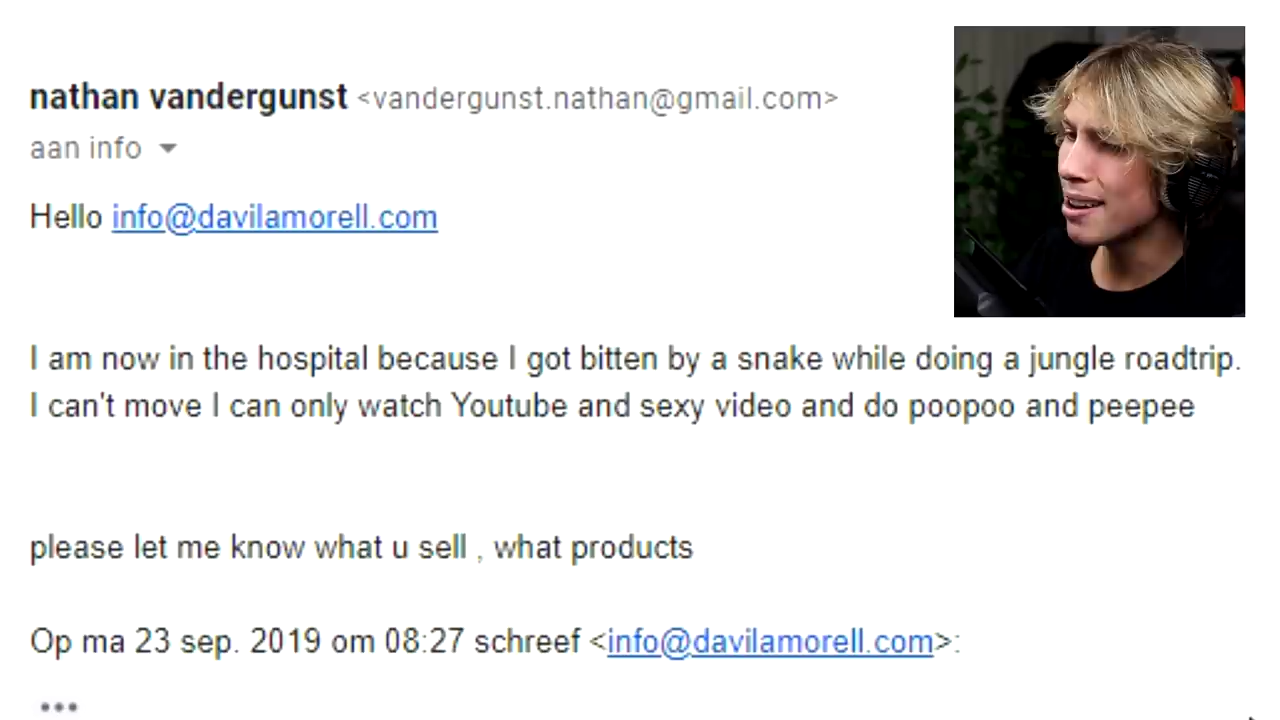 nathan vandergunst <vandergunst.nathan@gmail.com>
aan info
Hello info@davilamorell.com
I am now in the hospital because I got bitten by a snake while doing a jungle roadtrip.
I can't move I can only watch Youtube and sexy video and do poopoo and peepee
please let me know what u sell , what products
Op ma 23 sep. 2019 om 08:27 schreef <info@davilamorell.com>:
•••